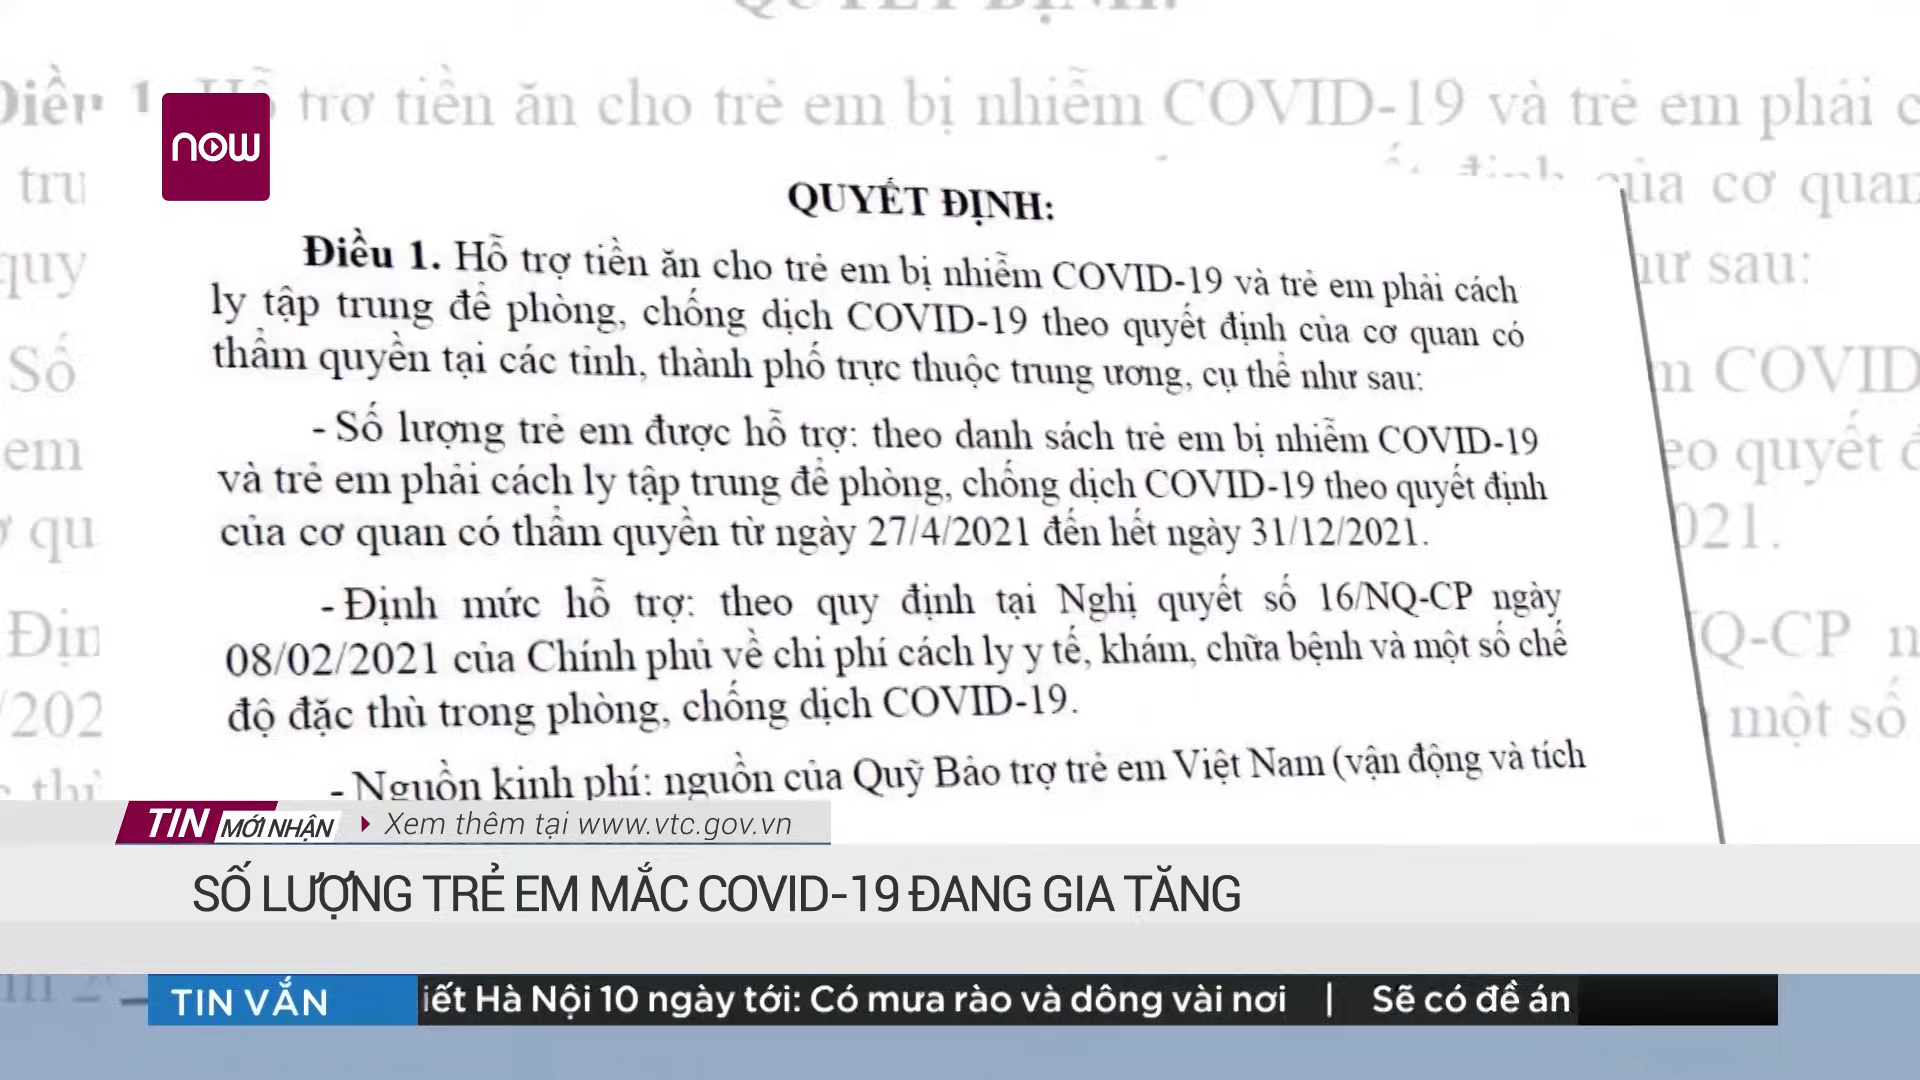 now
QUYẾT ĐỊNH:
Điều 1. Hỗ trợ tiền ăn cho trẻ em bị nhiễm COVID-19 và trẻ em phải cách
ly tập trung để phòng, chống dịch COVID-19 theo quyết định của cơ quan có
thẩm quyền tại các tỉnh, thành phố trực thuộc trung ương, cụ thể như sau:
- Số lượng trẻ em được hỗ trợ: theo danh sách trẻ em bị nhiễm COVID-19
và trẻ em phải cách ly tập trung để phòng, chống dịch COVID-19 theo quyết định
của cơ quan có thẩm quyền từ ngày 27/4/2021 đến hết ngày 31/12/2021.
- Định mức hỗ trợ: theo quy định tại Nghị quyết số 16/NQ-CP ngày
08/02/2021 của Chính phủ về chi phí cách ly y tế, khám, chữa bệnh và một số chế
độ đặc thù trong phòng, chống dịch COVID-19.
- Nguồn kinh phí: nguồn của Quỹ Bảo trợ trẻ em Việt Nam (vận động và tích
TIN MỚI NHẬN Xem thêm tại www.vtc.gov.vn
SỐ LƯỢNG TRẺ EM MẮC COVID-19 ĐANG GIA TĂNG
TIN VẮN iết Hà Nội 10 ngày tới: Có mưa rào và dông vài nơi | Sẽ có đề án